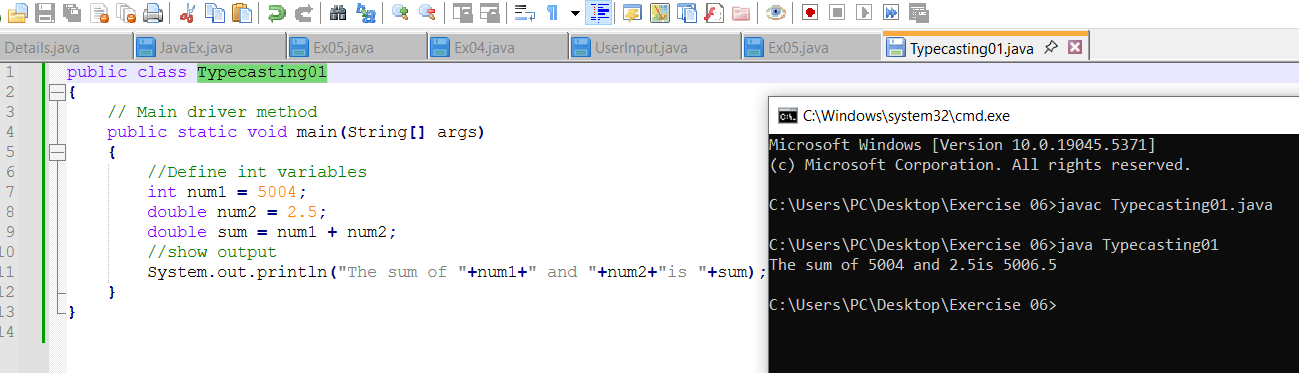 Details.java JavaEx.java Ex05.java Ex04.java UserInput.java Ex05.java Typecasting01.java
1 public class Typecasting01
2 {
3 // Main driver method
4 public static void main(String[] args)
5 {
6 //Define int variables
7 int num1 = 5004;
8 double num2 = 2.5;
9 double sum = num1 + num2;
10 //show output
11 System.out.println("The sum of "+num1+" and "+num2+"is "+sum);
12 }
13 }
14
C:\Windows\system32\cmd.exe
Microsoft Windows [Version 10.0.19045.5371]
(c) Microsoft Corporation. All rights reserved.
C:\Users\PC\Desktop\Exercise 06>javac Typecasting01.java
C:\Users\PC\Desktop\Exercise 06>java Typecasting01
The sum of 5004 and 2.5is 5006.5
C:\Users\PC\Desktop\Exercise 06>